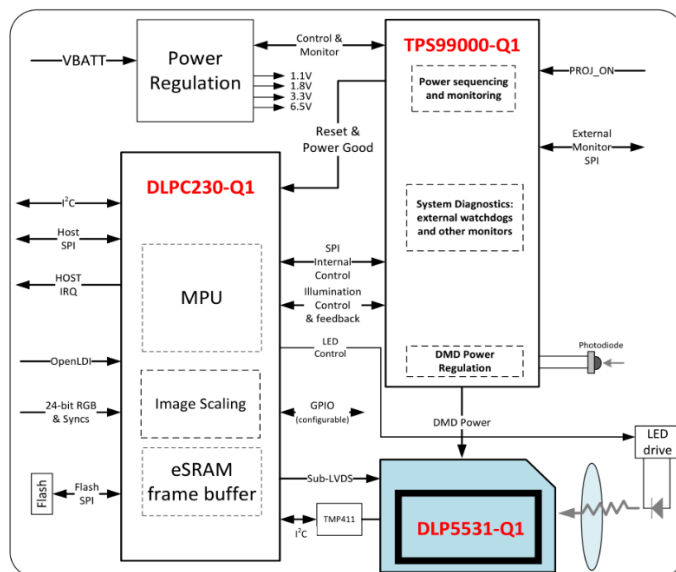 VBATT
Power
Regulation
1.1V
1.8V
3.3V
6.5V
Control &
Monitor
TPS99000-Q1
Power sequencing
and monitoring
PROJ_ON
Reset &
Power Good
External
Monitor
SPI
DLPC230-Q1
I²C
Host
SPI
HOST
IRQ
MPU
SPI
Internal
Control
Illumination
Control
& feedback
System Diagnostics:
external watchdogs
and other monitors
LED
Control
OpenLDI
DMD Power
Regulation
Photodiode
24-bit RGB
& Syncs
Image Scaling
GPIO
(configurable)
DMD Power
LED
drive
Flash
Flash
SPI
eSRAM
frame buffer
Sub-LVDS
I²C
TMP411
DLP5531-Q1